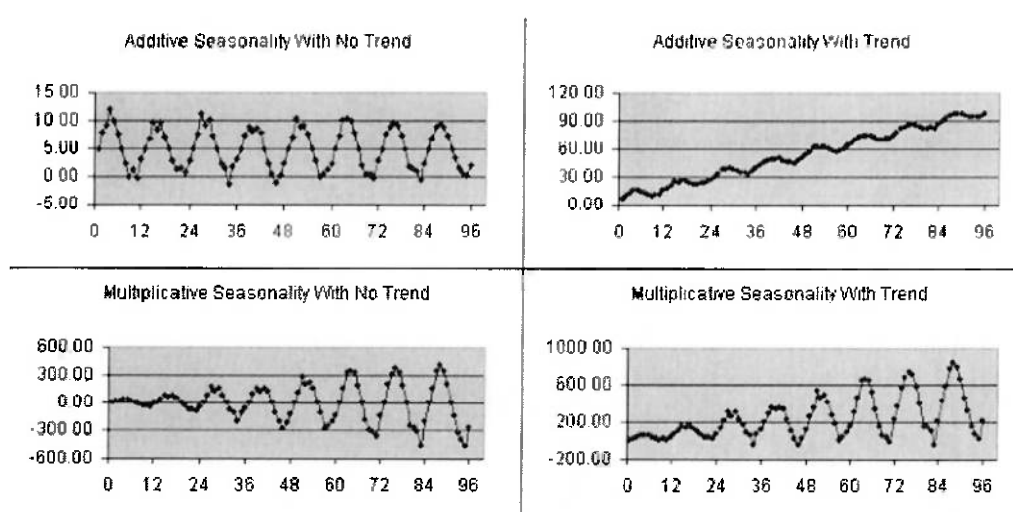 Additive Seasonality With No Trend
15.00
10.00
5.00
0.00
-5.00
0 12 24 36 48 60 72 84 96
Additive Seasonality With Trend
120.00
90.00
60.00
30.00
0.00
0 12 24 36 48 60 72 84 96
Multiplicative Seasonality With No Trend
600.00
300.00
0.00
-300.00
-600.00
0 12 24 36 48 60 72 84 96
Multiplicative Seasonality With Trend
1000.00
600.00
200.00
-200.00
0 12 24 36 48 60 72 84 96